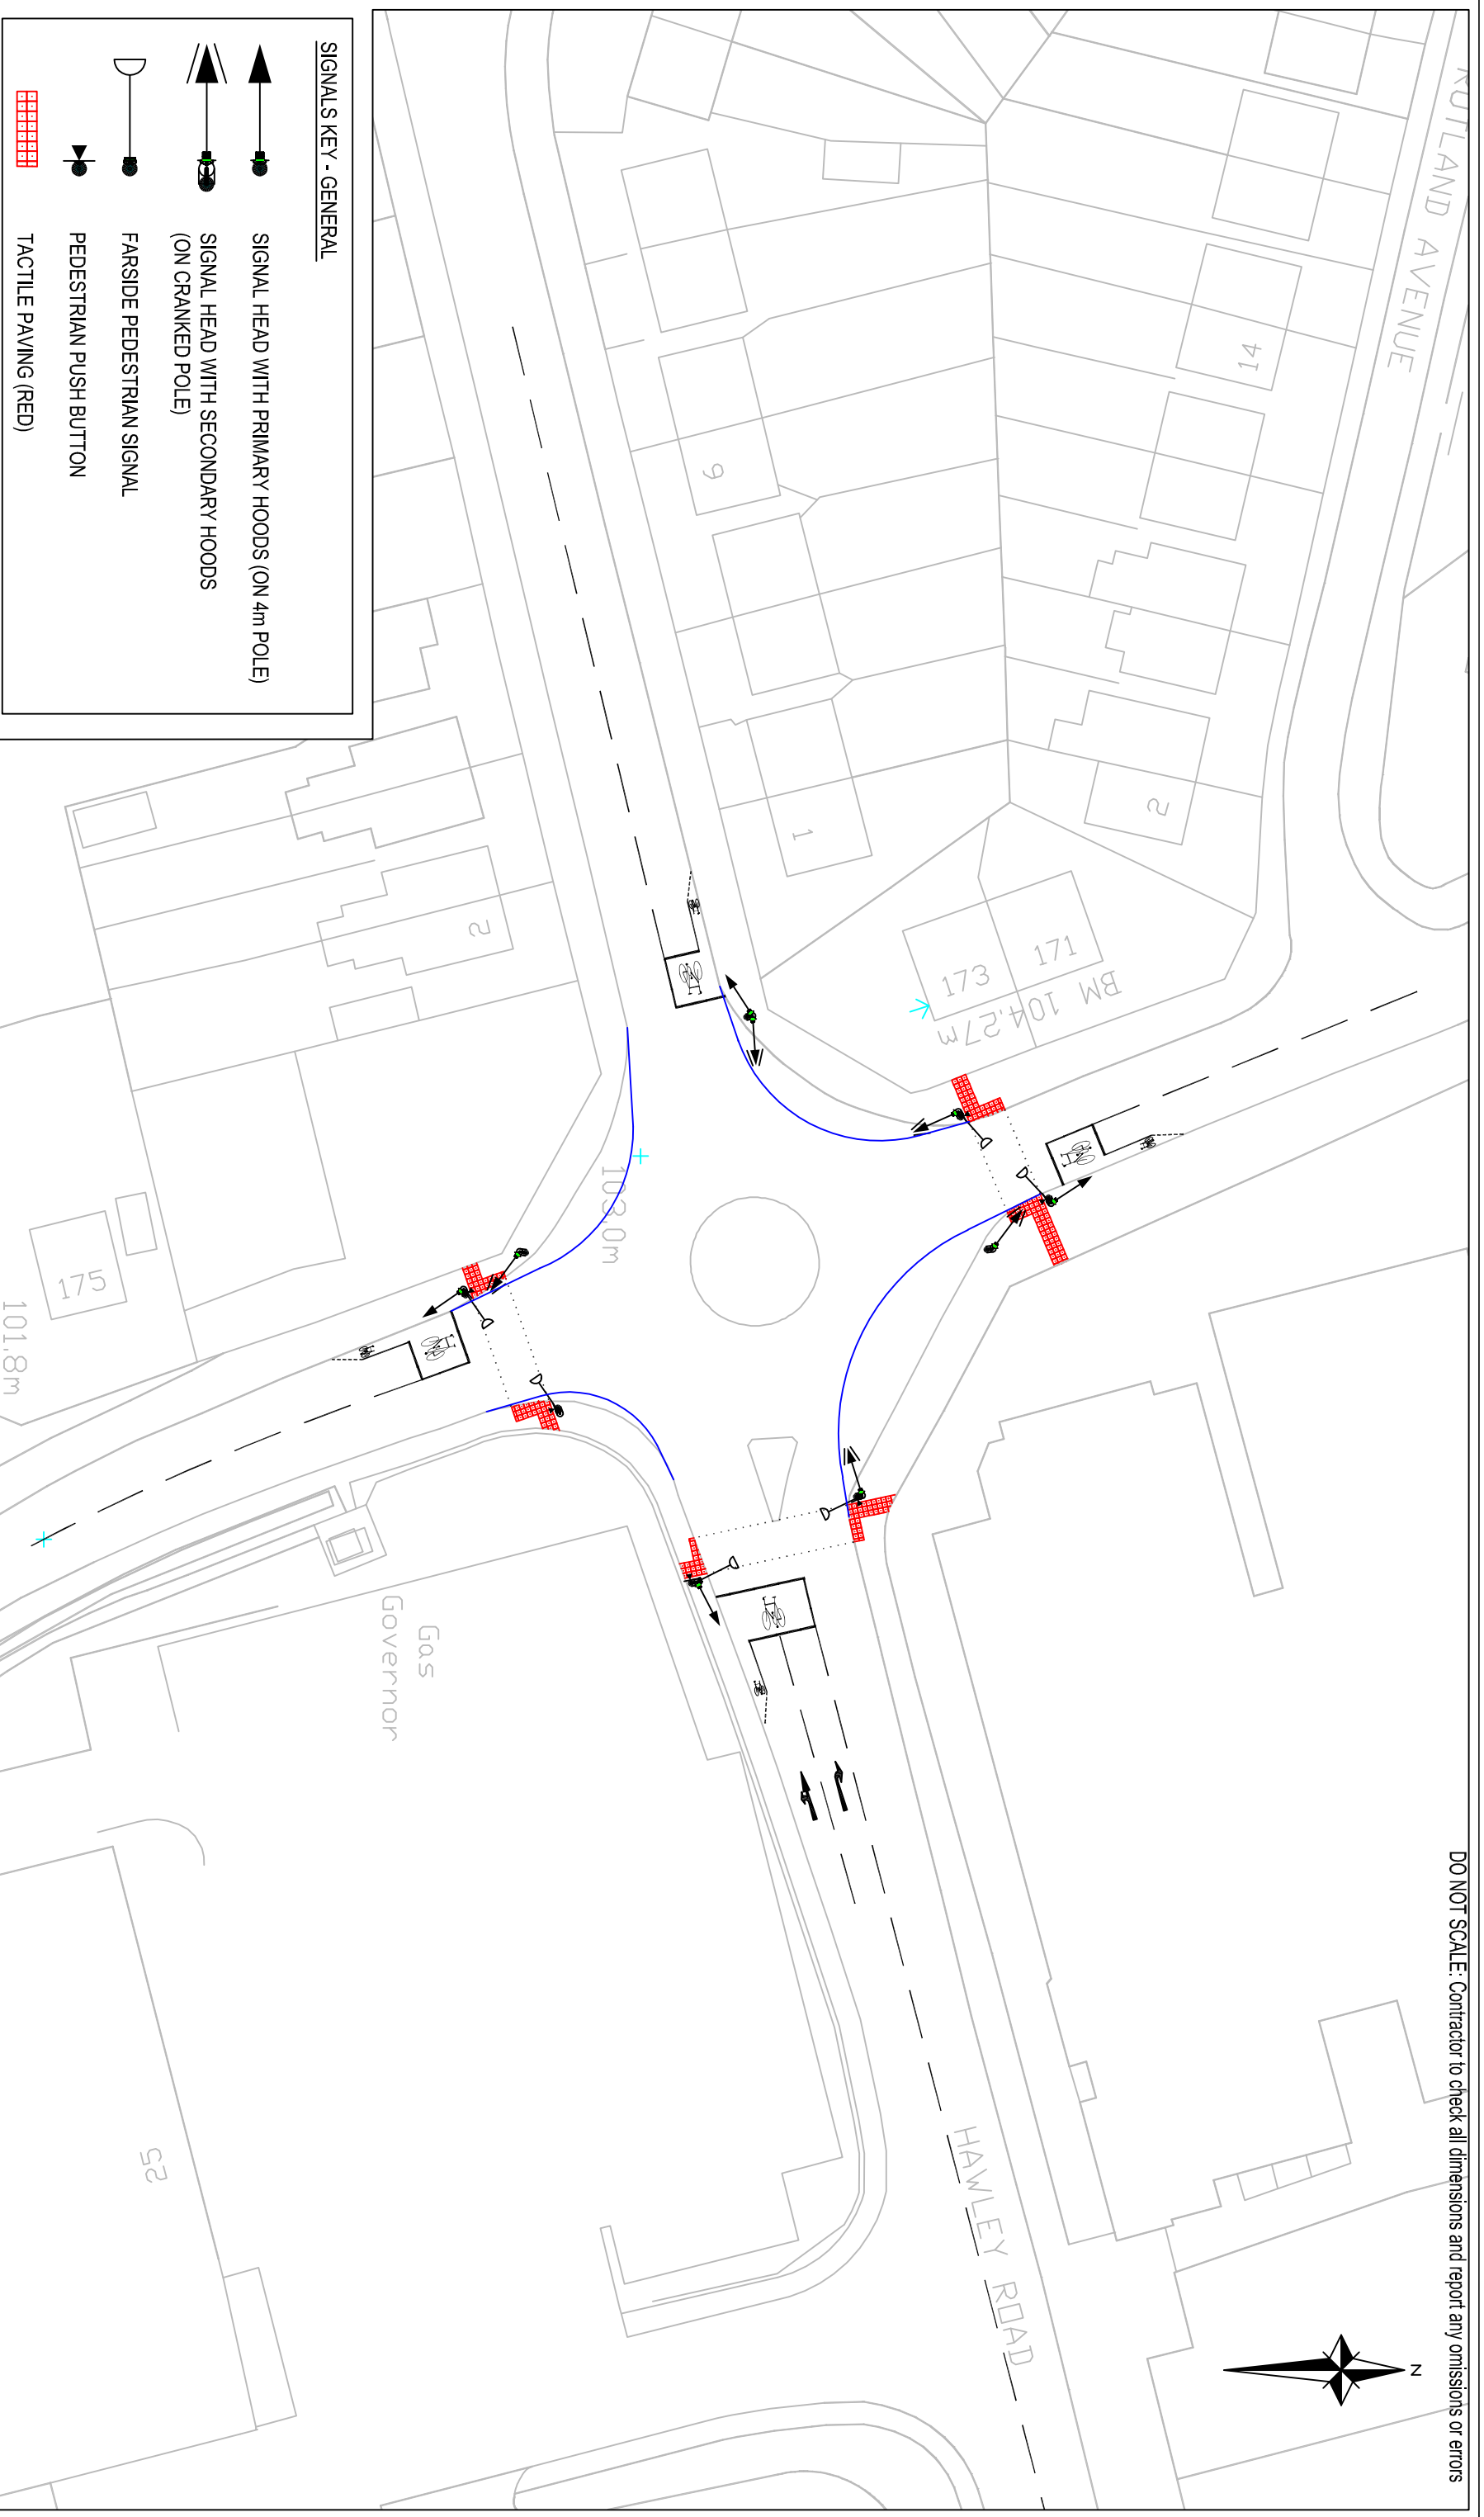 DO NOT SCALE: Contractor to check all dimensions and report any omissions or errors
N
RUTLAND AVENUE
14
9
2
1
171
173
BM 104.27m
2
103.0m
175
101.8m
Gas
Governor
HAWLEY ROAD
52
SIGNALS KEY - GENERAL
SIGNAL HEAD WITH PRIMARY HOODS (ON 4m POLE)
SIGNAL HEAD WITH SECONDARY HOODS
(ON CRANKED POLE)
FARSIDE PEDESTRIAN SIGNAL
PEDESTRIAN PUSH BUTTON
TACTILE PAVING (RED)